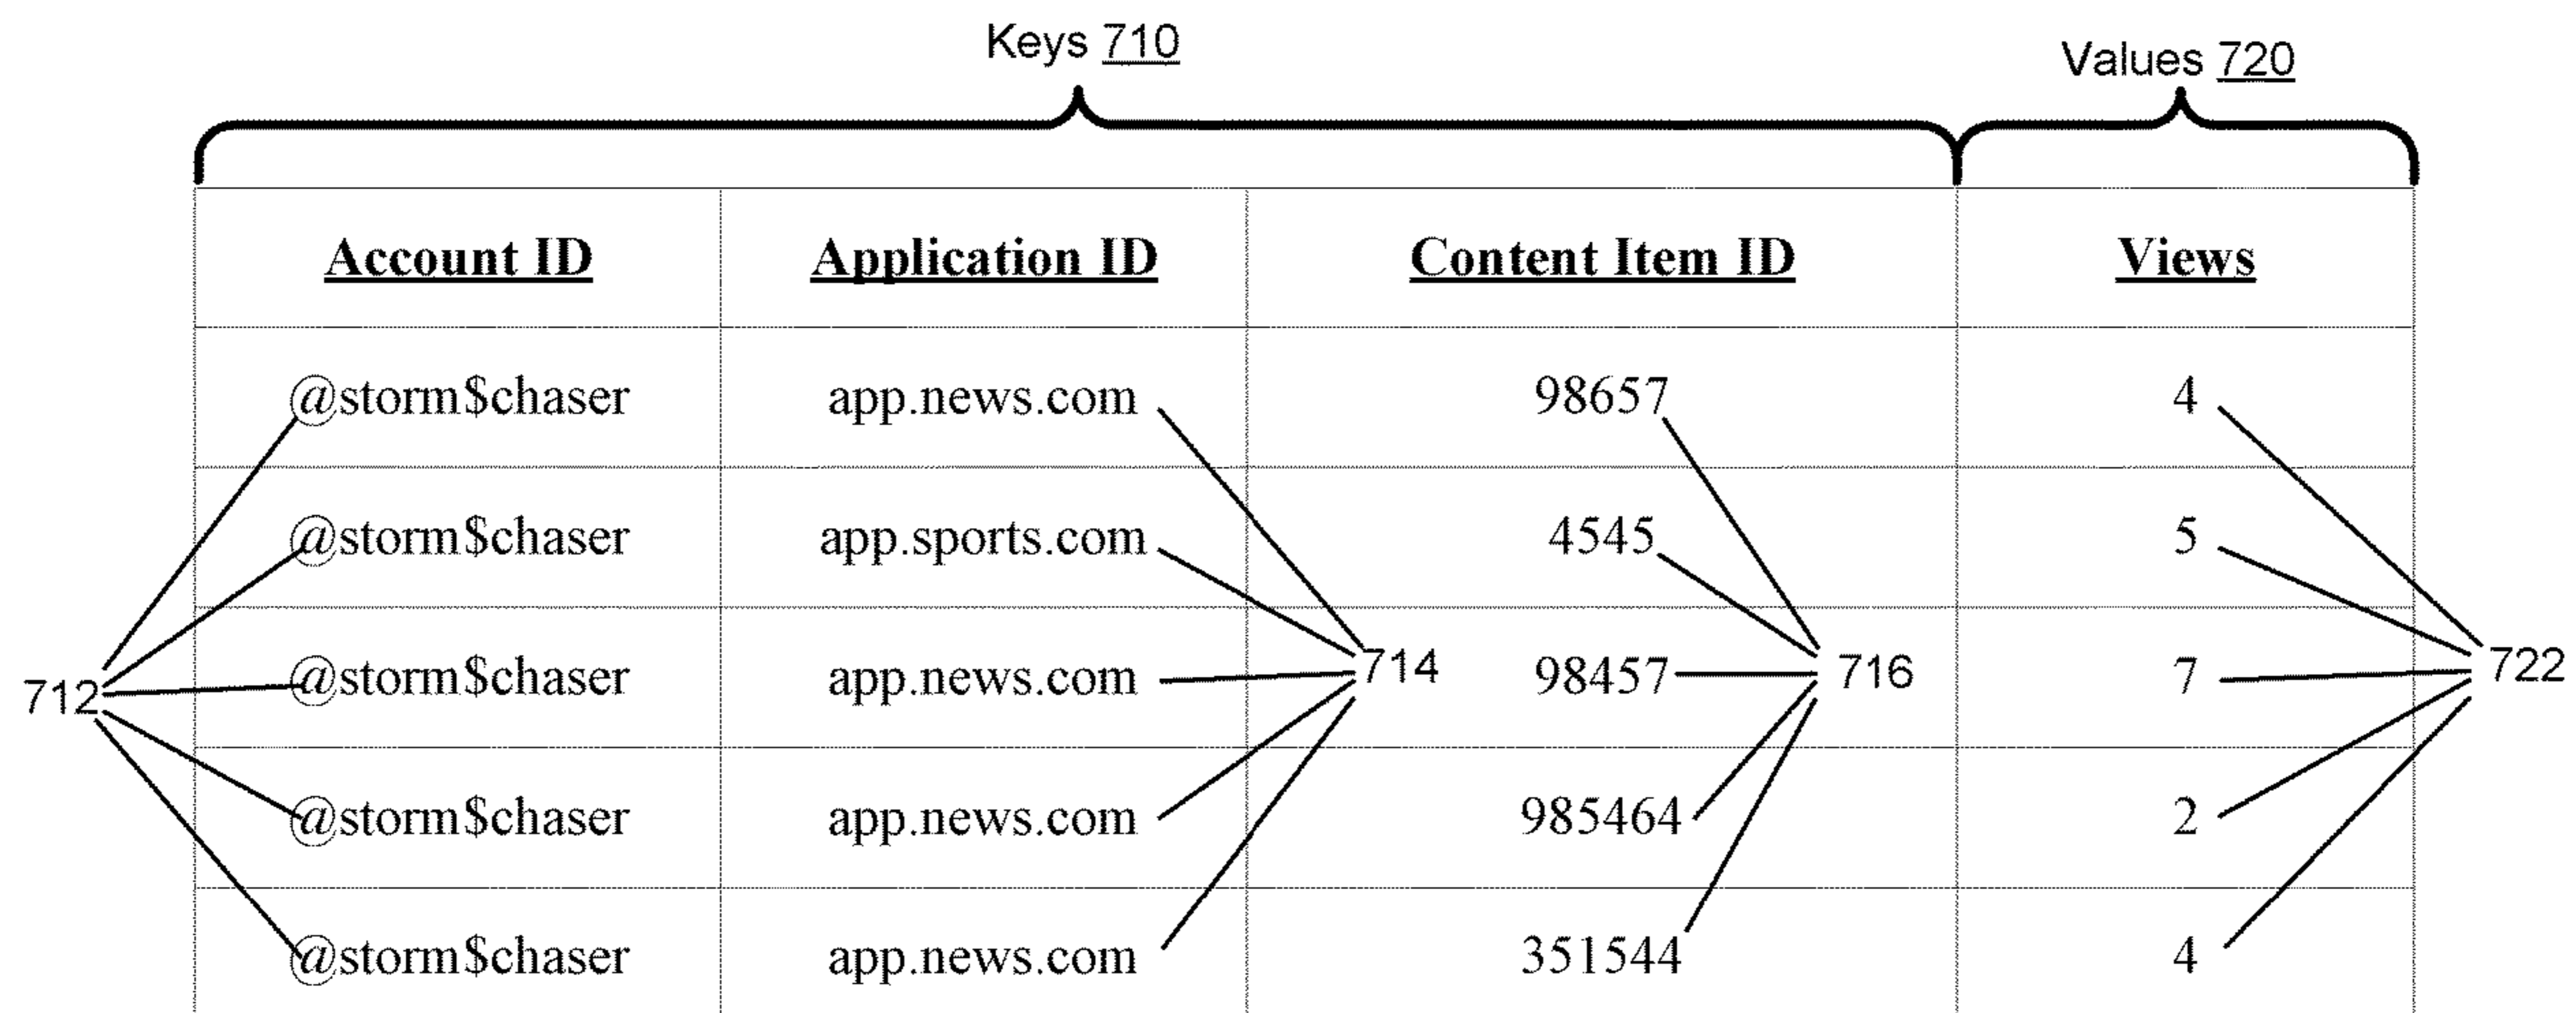 Keys 710 Values 720
Account ID Application ID Content Item ID Views
@storm$chaser app.news.com 98657 4
@storm$chaser app.sports.com 4545 5
712 @storm$chaser app.news.com 714 98457 716 7 722
@storm$chaser app.news.com 985464 2
@storm$chaser app.news.com 351544 4